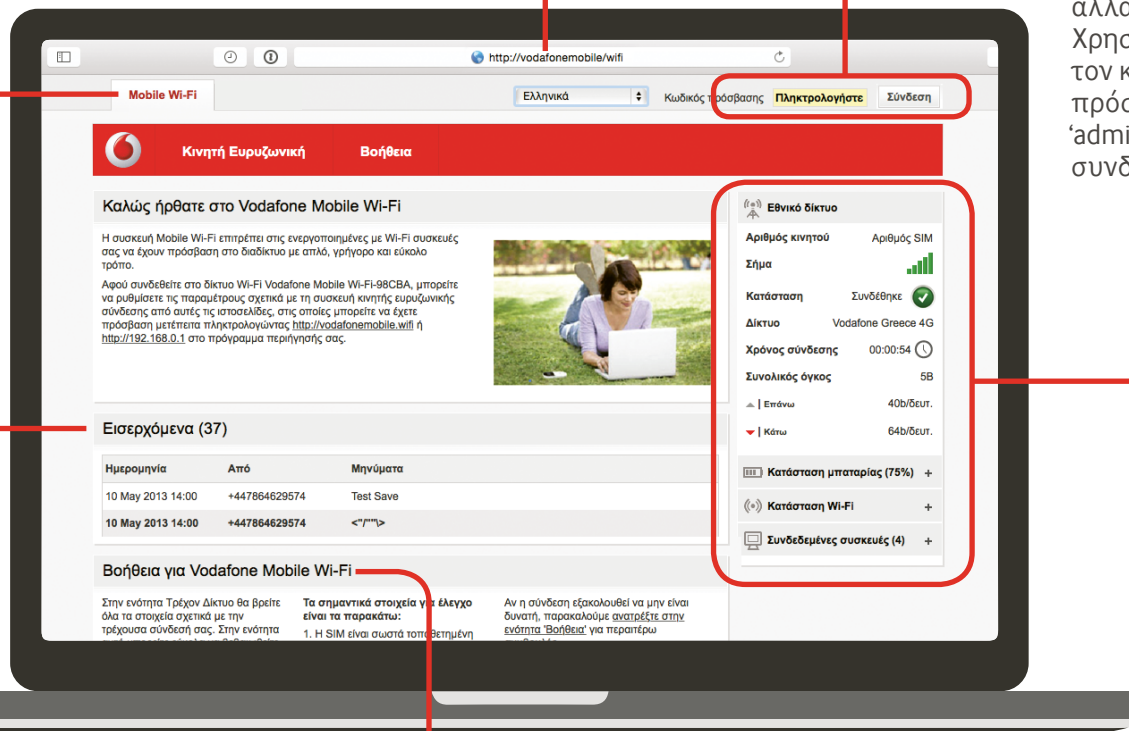 http://vodafonemobile/wifi
Mobile Wi-Fi
Ελληνικά
Κωδικός πρόσβασης Πληκτρολογήστε Σύνδεση
Κινητή Ευρυζωνική Βοήθεια
Καλώς ήρθατε στο Vodafone Mobile Wi-Fi
Η συσκευή Mobile Wi-Fi επιτρέπει στις ενεργοποιημένες με Wi-Fi συσκευές
σας να έχουν πρόσβαση στο διαδίκτυο με απλό, γρήγορο και εύκολο
τρόπο.
Αφού συνδεθείτε στο δίκτυο Wi-Fi Vodafone Mobile Wi-Fi-98CBA, μπορείτε
να ρυθμίσετε τις παραμέτρους σχετικά με τη συσκευή κινητής ευρυζωνικής
σύνδεσης από αυτές τις ιστοσελίδες, στις οποίες μπορείτε να έχετε
πρόσβαση μετέπειτα πληκτρολογώντας http://vodafonemobile.wifi ή
http://192.168.0.1 στο πρόγραμμα περιήγησής σας.
Εισερχόμενα (37)
Ημερομηνία Από Μηνύματα
10 May 2013 14:00 +447864629574 Test Save
10 May 2013 14:00 +447864629574 <"/""'\>
Βοήθεια για Vodafone Mobile Wi-Fi
Στην ενότητα Τρέχον Δίκτυο θα βρείτε
όλα τα στοιχεία σχετικά με την
τρέχουσα σύνδεσή σας. Στην ενότητα
Τα σημαντικά στοιχεία για έλεγχο
είναι τα παρακάτω:
1. Η SIM είναι σωστά τοποθετημένη
Αν η σύνδεση εξακολουθεί να μην είναι
δυνατή, παρακαλούμε ανατρέξτε στην
ενότητα 'Βοήθεια' για περαιτέρω
Εθνικό δίκτυο
Αριθμός κινητού Αριθμός SIM
Σήμα
Κατάσταση Συνδέθηκε
Δίκτυο Vodafone Greece 4G
Χρόνος σύνδεσης 00:00:54
Συνολικός όγκος 5B
| Επάνω 40b/δευτ.
| Κάτω 64b/δευτ.
Κατάσταση μπαταρίας (75%) +
Κατάσταση Wi-Fi +
Συνδεδεμένες συσκευές (4) +
τον
'admi